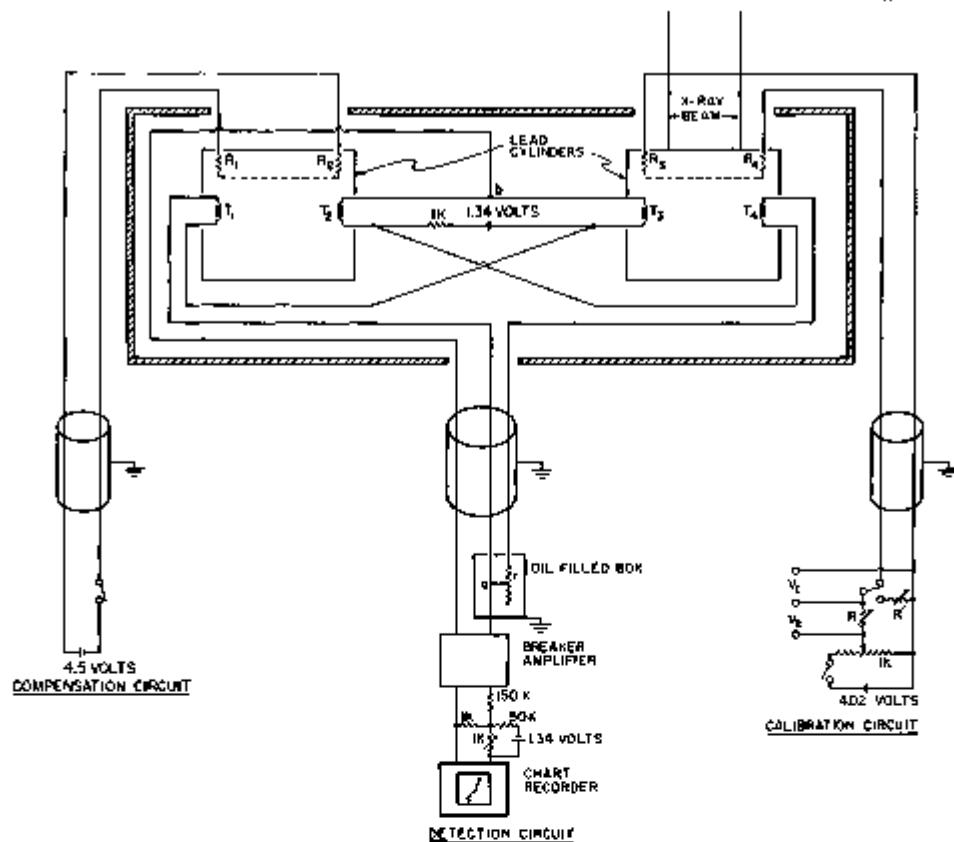 X-RAY
BEAM
LEAD
CYLINDERS
R1
R2
R3
R4
b
T1
T2
1K
1.34 VOLTS
T3
T4
OIL FILLED BOX
a
r
BREAKER
AMPLIFIER
150 K
1K
50K
1K
1.34 VOLTS
CHART
RECORDER
DETECTION CIRCUIT
4.5 VOLTS
COMPENSATION CIRCUIT
R
R'
1K
4.02 VOLTS
CALIBRATION CIRCUIT